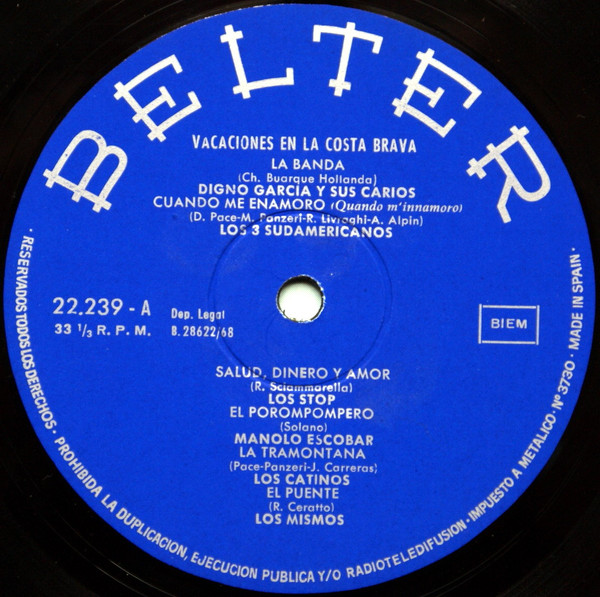 BELTER
VACACIONES EN LA COSTA BRAVA
LA BANDA
(Ch. Buarque Hollanda)
DIGNO GARCIA Y SUS CARIOS
CUANDO ME ENAMORO (Quando m'innamoro)
(D. Pace-M. Panzeri-R. Livraghi-A. Alpin)
LOS 3 SUDAMERICANOS
22.239 - A
Dep. Legal
33 1/3 R. P. M.
B. 28622/68
BIEM
SALUD, DINERO Y AMOR
(R. Sciammarella)
LOS STOP
EL POROMPOMPERO
(Solano)
MANOLO ESCOBAR
LA TRAMONTANA
(Pace-Panzeri-J. Carreras)
LOS CATINOS
EL PUENTE
(R. Ceratto)
LOS MISMOS
· RESERVADOS TODOS LOS DERECHOS · PROHIBIDA LA DUPLICACION, EJECUCION PUBLICA Y/O RADIOTELEDIFUSION · IMPUESTO A METALICO · Nº 3730 · MADE IN SPAIN ·